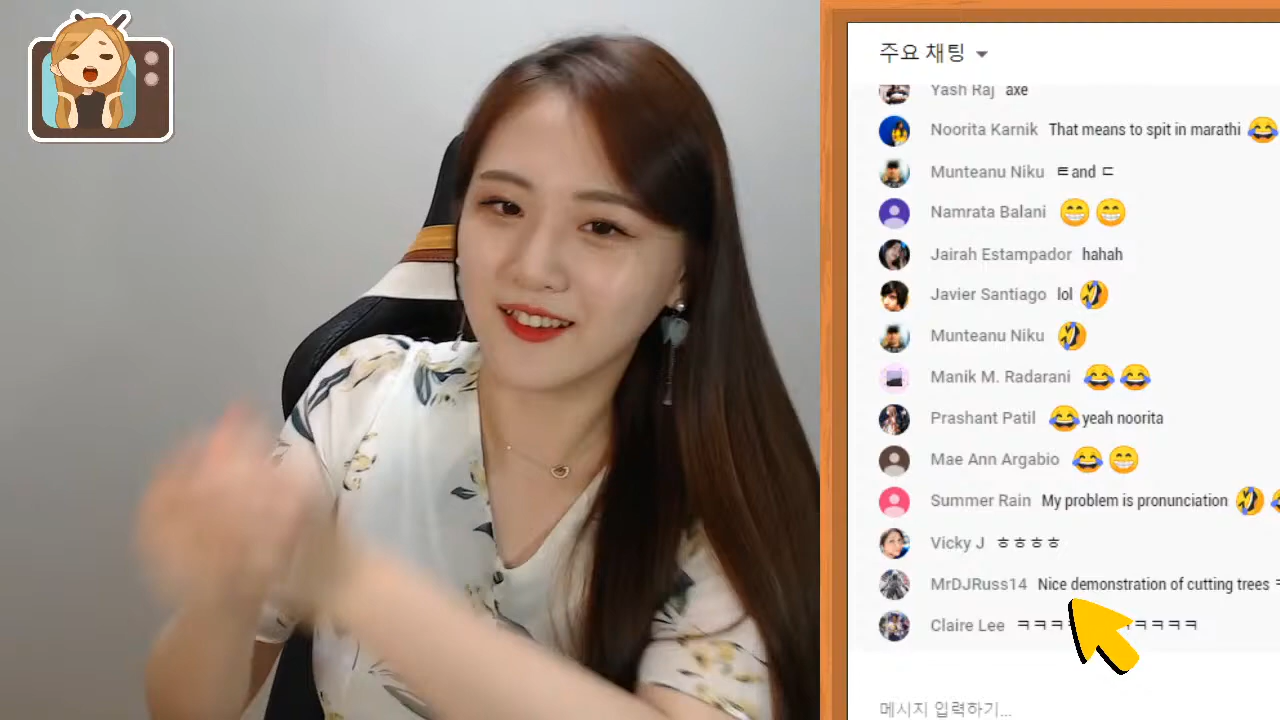 주요 채팅
Yash Raj axe
Noorita Karnik That means to spit in marathi 😂
Munteanu Niku ㅌand ㄷ
Namrata Balani 😁😁
Jairah Estampador hahah
Javier Santiago lol 🤣
Munteanu Niku 🤣
Manik M. Radarani 😂😂
Prashant Patil 😂yeah noorita
Mae Ann Argabio 😂😁
Summer Rain My problem is pronunciation 🤣
Vicky J ㅎㅎㅎㅎ
MrDJRuss14 Nice demonstration of cutting trees
Claire Lee ㅋㅋㅋㅋ ㅋㅋㅋㅋ
메시지 입력하기...